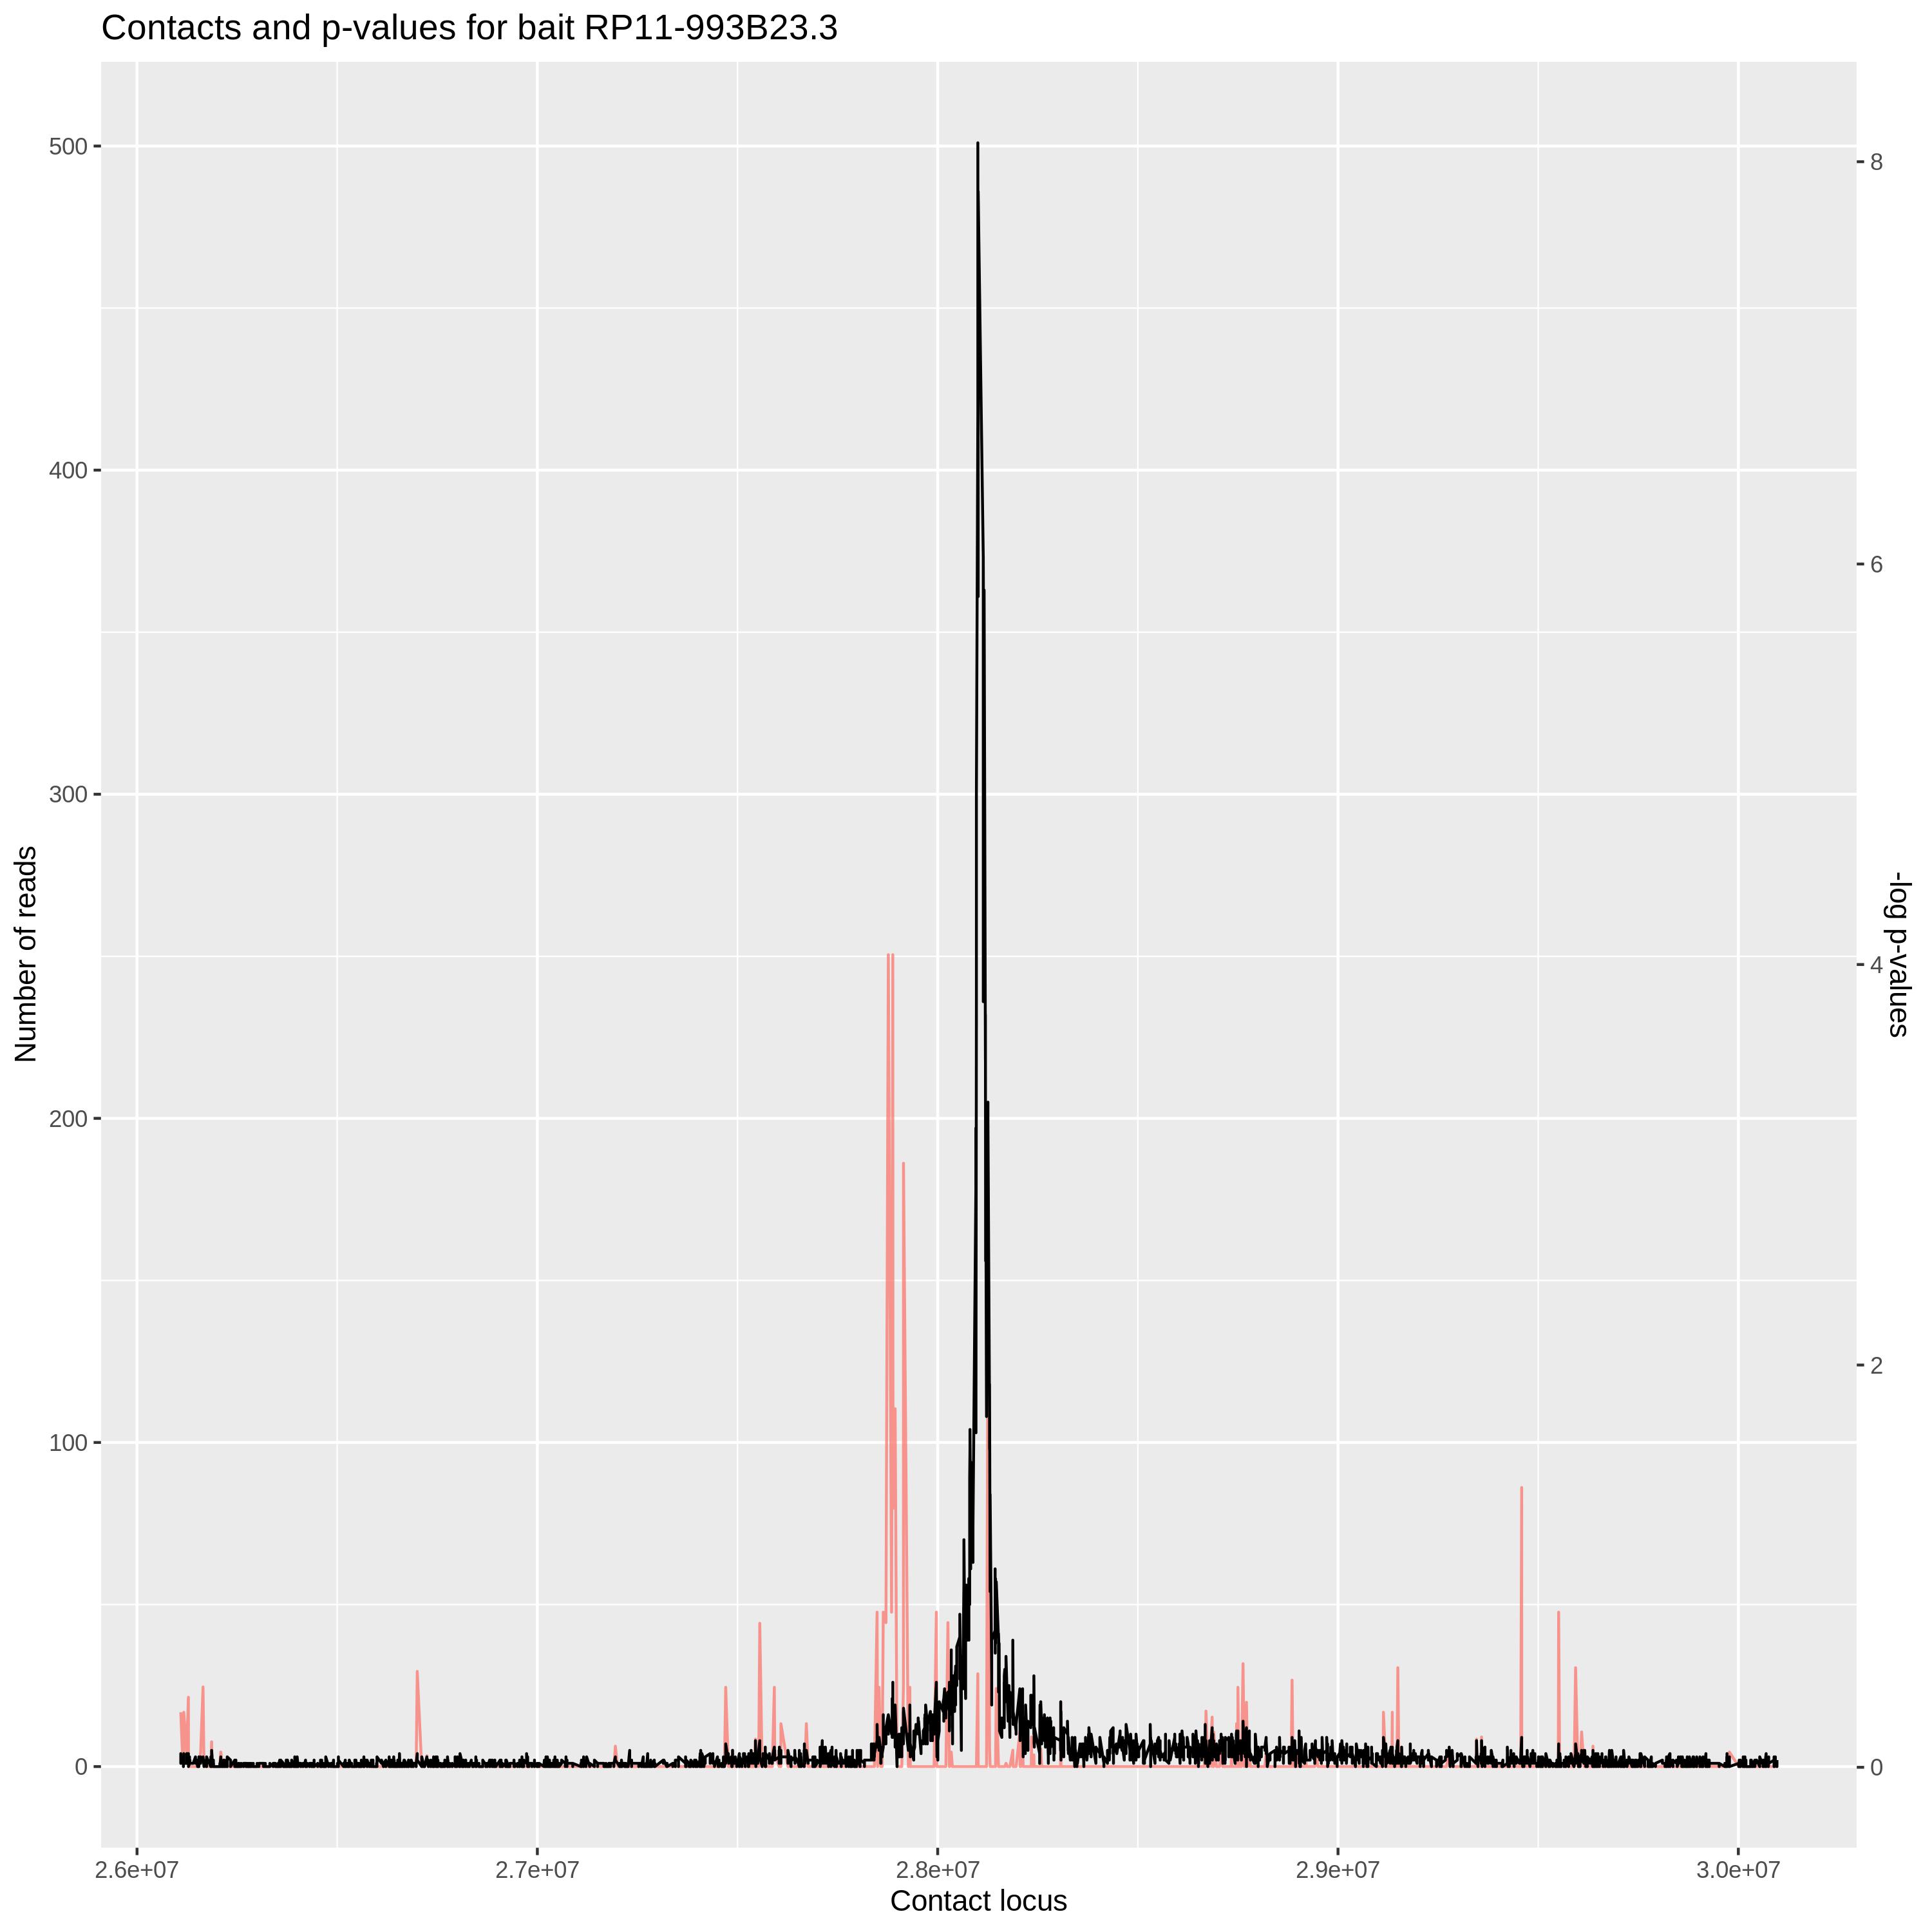 Contacts and p-values for bait RP11-993B23.3
500
400
300
200
100
0
Number of reads
8
6
4
2
0
-log p-values
2.6e+07
2.7e+07
2.8e+07
2.9e+07
3.0e+07
Contact locus